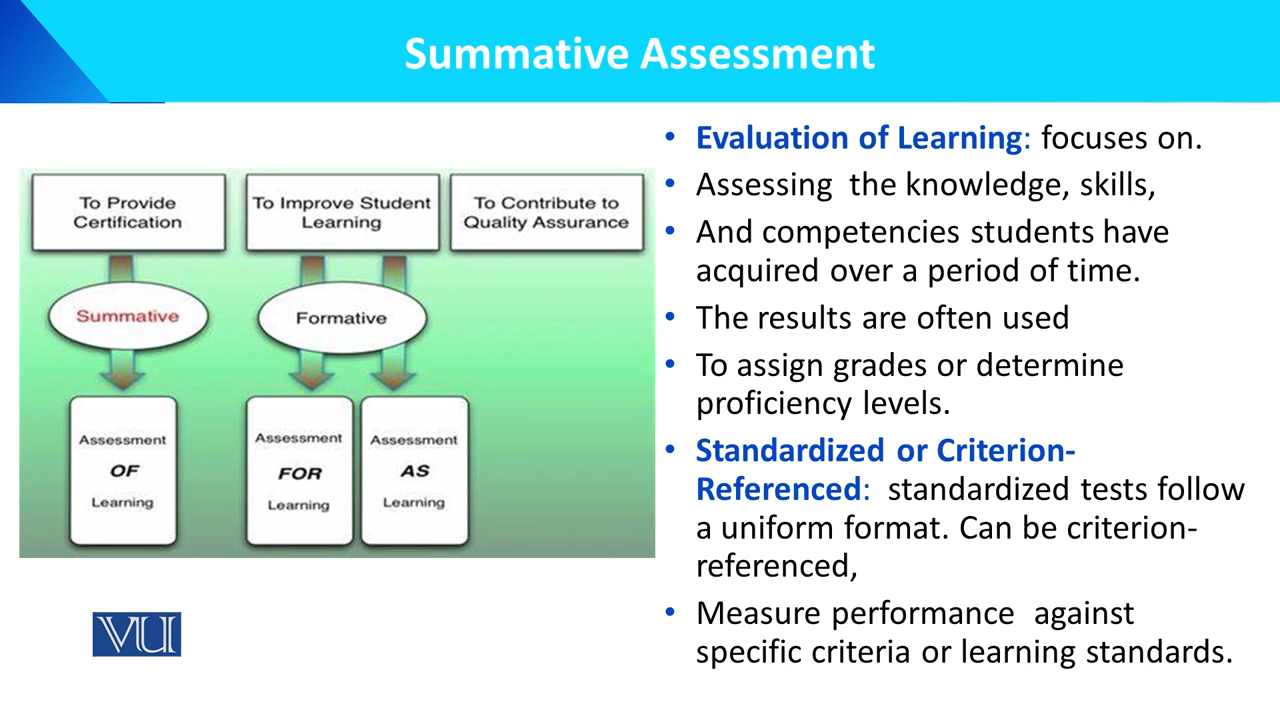 Summative Assessment
To Provide
Certification
To Improve Student
Learning
To Contribute to
Quality Assurance
Summative
Formative
Assessment
OF
Learning
Assessment
FOR
Learning
Assessment
AS
Learning
VU
• Evaluation of Learning: focuses on.
• Assessing the knowledge, skills,
• And competencies students have
acquired over a period of time.
• The results are often used
• To assign grades or determine
proficiency levels.
• Standardized or Criterion-
Referenced: standardized tests follow
a uniform format. Can be criterion-
referenced,
• Measure performance against
specific criteria or learning standards.